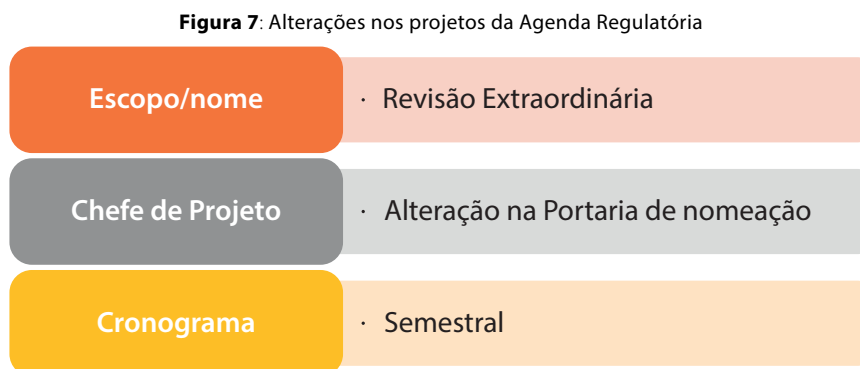 Figura 7: Alterações nos projetos da Agenda Regulatória
Escopo/nome
· Revisão Extraordinária
Chefe de Projeto
· Alteração na Portaria de nomeação
Cronograma
· Semestral